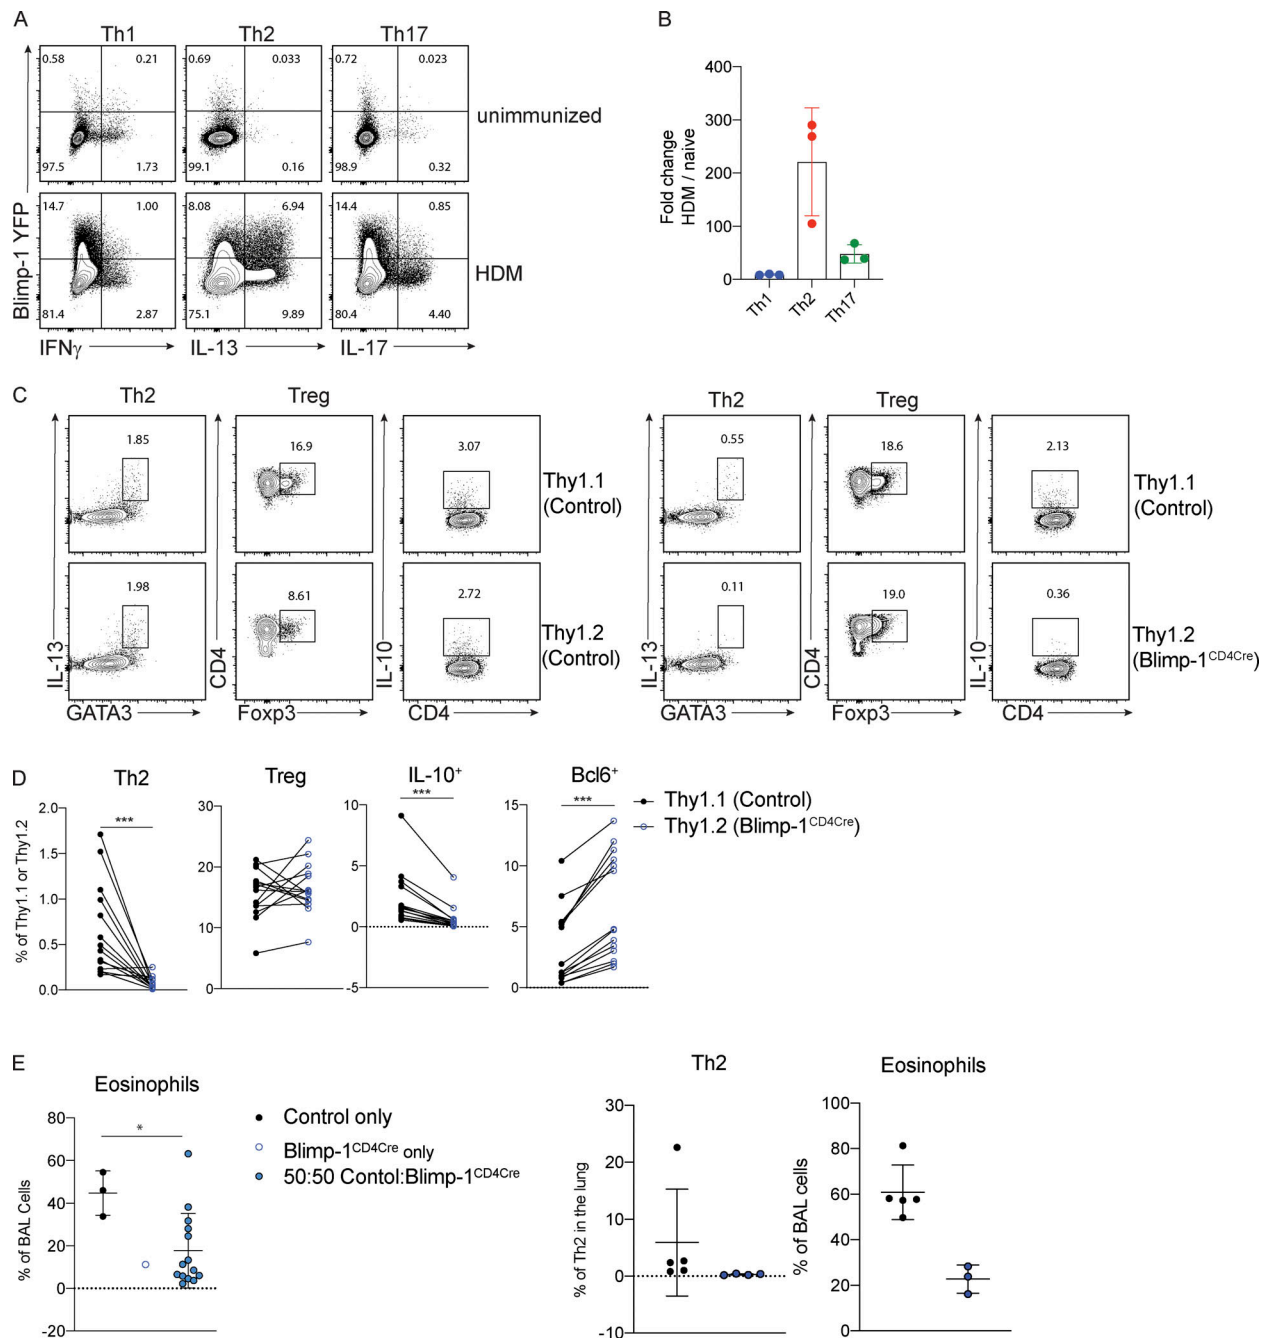 A
Th1
Th2
Th17
0.58
0.21
0.69
0.033
0.72
0.023
unimmunized
97.5
1.73
99.1
0.16
98.9
0.32
14.7
1.00
8.08
6.94
14.4
0.85
HDM
81.4
2.87
75.1
9.89
80.4
4.40
Blimp-1 YFP
IFNγ
IL-13
IL-17
B
Fold change
HDM / naive
400
300
200
100
0
Th1
Th2
Th17
C
Th2
Treg
1.85
16.9
3.07
Thy1.1
(Control)
1.98
8.61
2.72
Thy1.2
(Control)
IL-13
CD4
IL-10
GATA3
Foxp3
CD4
Th2
Treg
0.55
18.6
2.13
Thy1.1
(Control)
0.11
19.0
0.36
Thy1.2
(Blimp-1CD4Cre)
IL-13
CD4
IL-10
GATA3
Foxp3
CD4
D
Th2
Treg
IL-10+
Bcl6+
% of Thy1.1 or Thy1.2
2.0
1.5
1.0
0.5
0.0
***
30
20
10
0
10
5
0
-5
***
15
10
5
0
***
Thy1.1 (Control)
Thy1.2 (Blimp-1CD4Cre)
E
Eosinophils
% of BAL Cells
80
60
40
20
0
-20
*
Control only
Blimp-1CD4Cre only
50:50 Contol:Blimp-1CD4Cre
Th2
% of Th2 in the lung
30
20
10
0
-10
Eosinophils
% of BAL cells
100
80
60
40
20
0